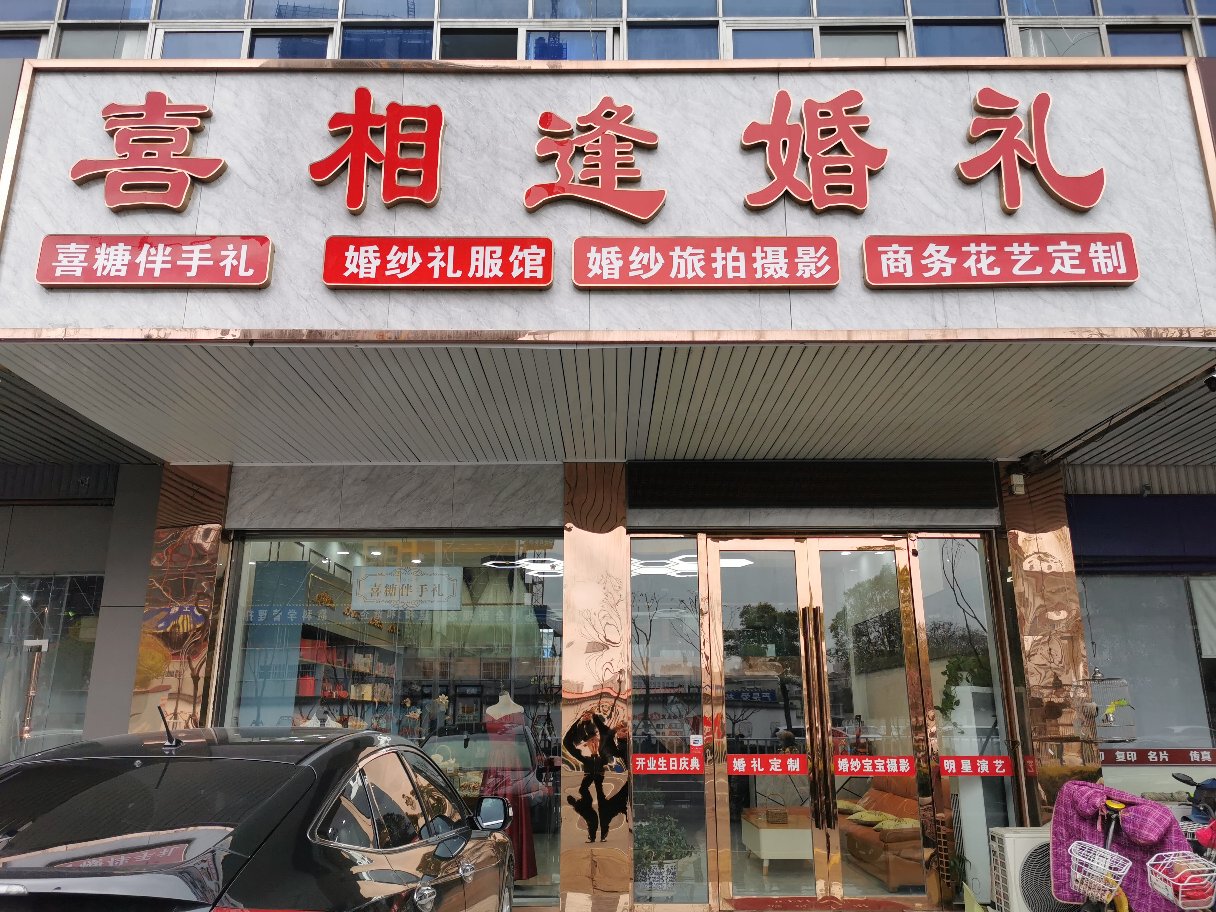 喜相逢婚礼
喜糖伴手礼
婚纱礼服馆
婚纱旅拍摄影
商务花艺定制
喜糖伴手礼
开业生日庆典
婚礼定制
婚纱宝宝摄影
明星演艺
复印 名片 传真